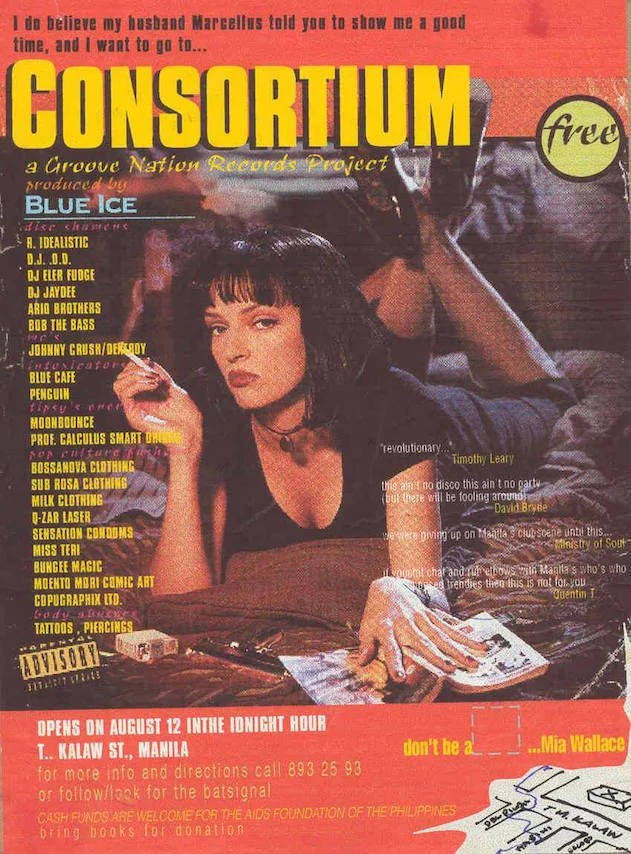 I do believe my husband Marcellus told you to show me a good
time, and I want to go to...
CONSORTIUM
free
a Groove Nation Records Project
produced by
BLUE ICE
disc shamens
R. IDEALISTIC
D.J. .O.D.
DJ ELER FUDGE
DJ JAYDEE
ARIO BROTHERS
BOB THE BASS
mc's
JOHNNY CRUSH/DEKEDOY
intoxicators
BLUE CAFE
PENGUIN
tipsy's
MOONBOUNCE
PROF. CALCULUS SMART DRINKS
pop culture
BOSSANOVA CLOTHING
SUB ROSA CLOTHING
MILK CLOTHING
Q-ZAR LASER
SENSATION CONDOMS
MISS TERI
BUNGEE MAGIC
MOENTO MORI COMIC ART
COPUGRAPHIX LTD.
body abusers
TATTOOS , PIERCINGS
"revolutionary..."
Timothy Leary
this ain't no disco this ain't no party
(but there will be fooling around)
David Bryne
we were giving up on Manila's clubscene until this...
Ministry of Soul
if you chit chat and rub elbows with Manila's who's who
trendies then this is not for you
Quentin T.
PARENTAL
ADVISORY
EXPLICIT LYRICS
OPENS ON AUGUST 12 INTHE IDNIGHT HOUR
T.. KALAW ST., MANILA
for more info and directions call 893 25 93
or follow/look for the batsignal
CASH FUNDS ARE WELCOME FOR THE AIDS FOUNDATION OF THE PHILIPPINES
bring books for donation
don't be a
...Mia Wallace
T.M. KALAW